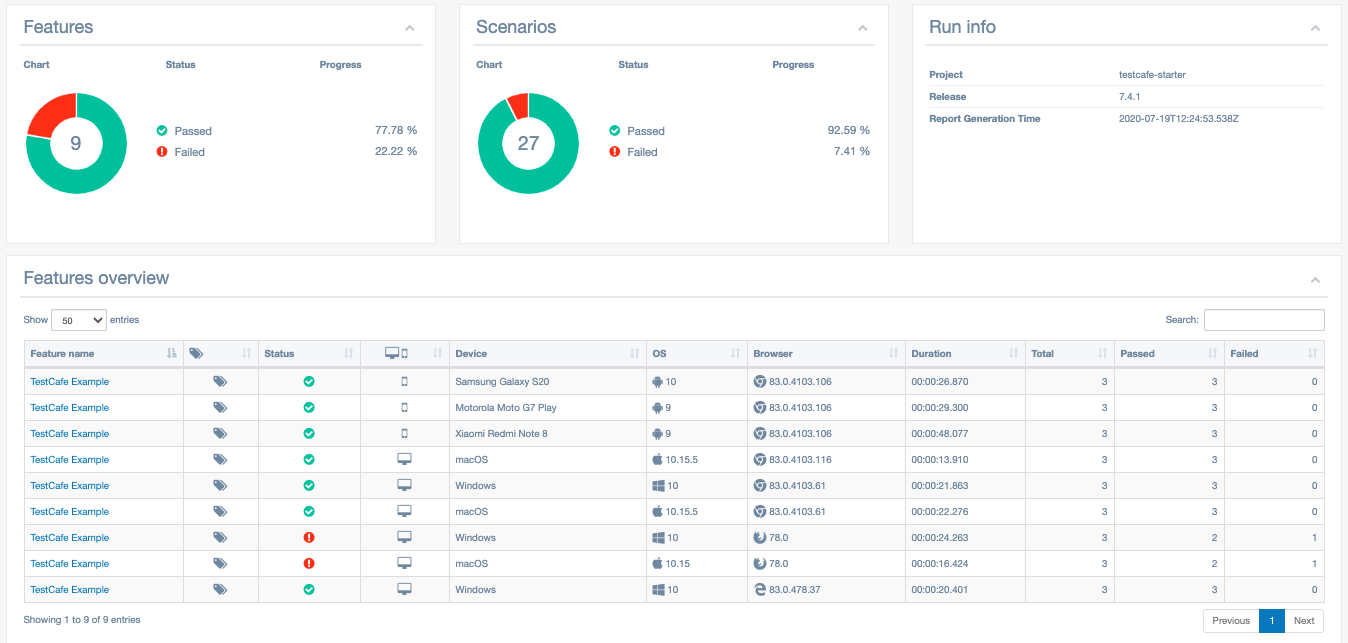 Features
Scenarios
Run info
Chart Status Progress
9
Passed 77.78 %
Failed 22.22 %
Chart Status Progress
27
Passed 92.59 %
Failed 7.41 %
Project testcafe-starter
Release 7.4.1
Report Generation Time 2020-07-19T12:24:53.538Z
Features overview
Show 50 entries
Search:
Feature name Status Device OS Browser Duration Total Passed Failed
TestCafe Example Samsung Galaxy S20 10 83.0.4103.106 00:00:26.870 3 3 0
TestCafe Example Motorola Moto G7 Play 9 83.0.4103.106 00:00:29.300 3 3 0
TestCafe Example Xiaomi Redmi Note 8 9 83.0.4103.106 00:00:48.077 3 3 0
TestCafe Example macOS 10.15.5 83.0.4103.116 00:00:13.910 3 3 0
TestCafe Example Windows 10 83.0.4103.61 00:00:21.863 3 3 0
TestCafe Example macOS 10.15.5 83.0.4103.61 00:00:22.276 3 3 0
TestCafe Example Windows 10 78.0 00:00:24.263 3 2 1
TestCafe Example macOS 10.15 78.0 00:00:16.424 3 2 1
TestCafe Example Windows 10 83.0.478.37 00:00:20.401 3 3 0
Showing 1 to 9 of 9 entries
Previous 1 Next